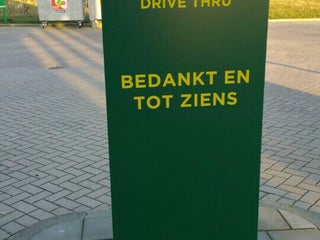 DRIVE THRU
BEDANKT EN
TOT ZIENS